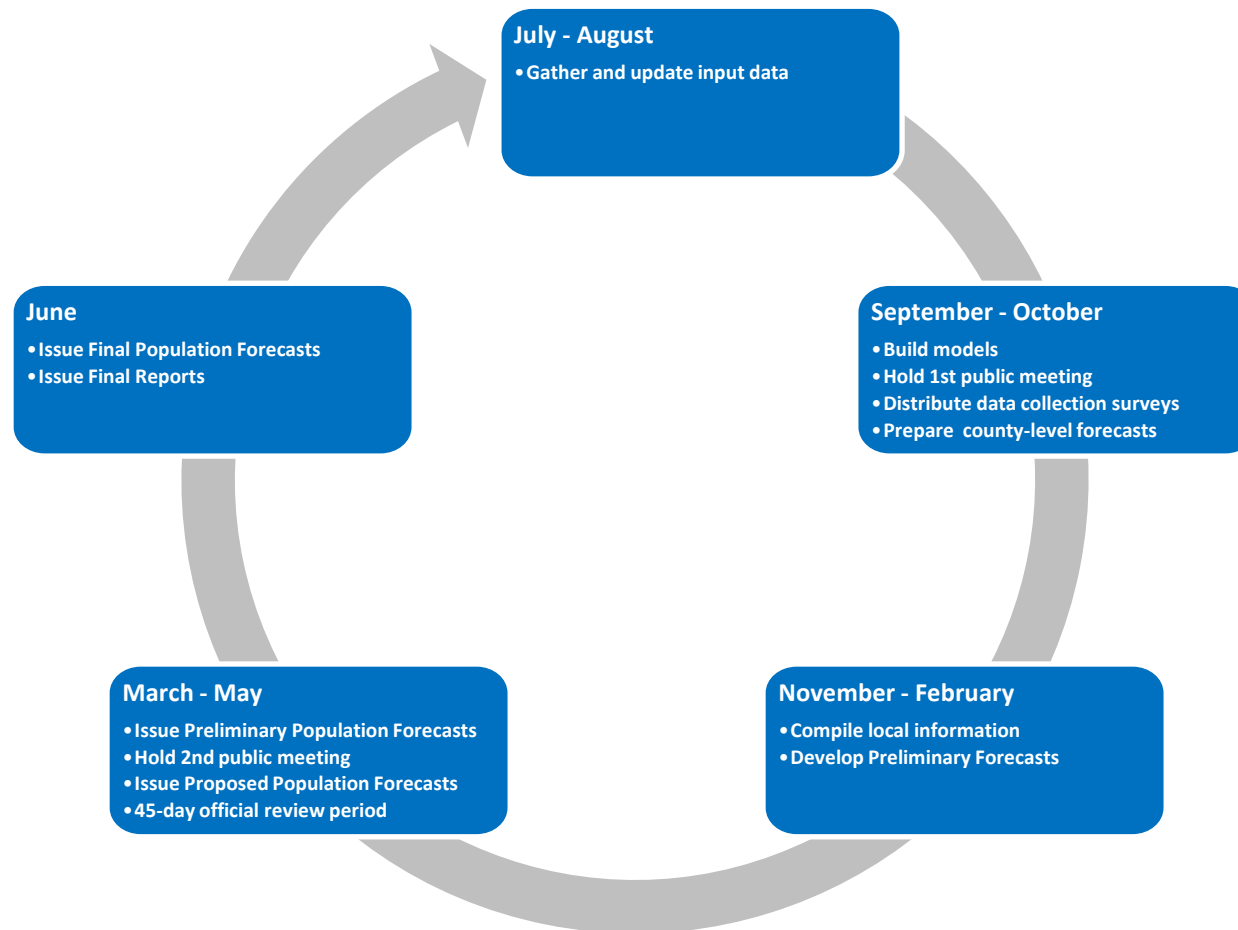 July - August
•Gather and update input data
September - October
•Build models
•Hold 1st public meeting
•Distribute data collection surveys
•Prepare  county-level forecasts
November - February
•Compile local information
•Develop Preliminary Forecasts
March - May
•Issue Preliminary Population Forecasts
•Hold 2nd public meeting
•Issue Proposed Population Forecasts
•45-day official review period
June
•Issue Final Population Forecasts
•Issue Final Reports